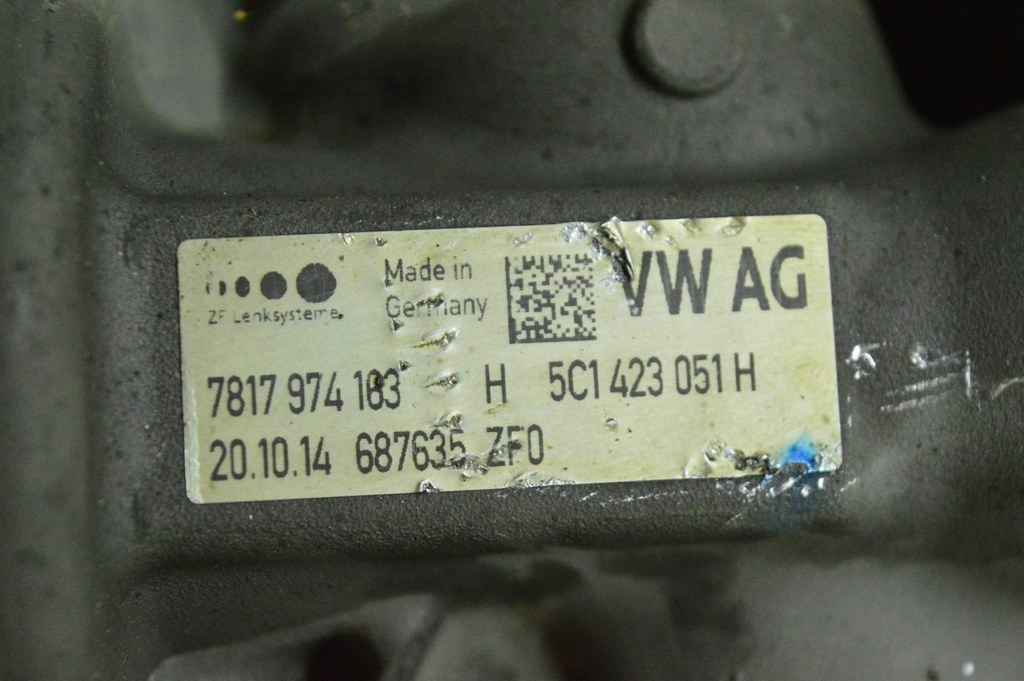 ZF Lenksysteme
Made in
Germany
VW AG
7817 974 183 H 5C1 423 051 H
20.10.14 687635 ZF0